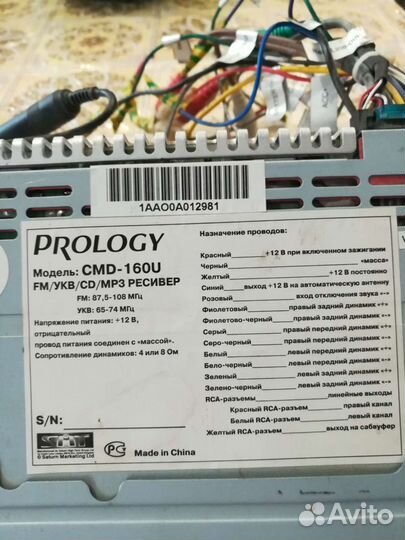 1AAO0A012981
PROLOGY
Модель: CMD-160U
FM/УКВ/CD/MP3 РЕСИВЕР
FM: 87,5-108 МГц
УКВ: 65-74 МГц
Напряжение питания: +12 В,
отрицательный
провод питания соединен с «массой».
Сопротивление динамиков: 4 или 8 Ом
S/N:
© Saturn Marketing Ltd
Made in China
Назначение проводов:
Красный +12 В при включенном зажигании
Черный «масса»
Желтый +12 В постоянно
Синий выход +12 В на автоматическую антенну
Розовый вход отключения звука «-»
Фиолетовый правый задний динамик «+»
Фиолетово-черный правый задний динамик «-»
Серый правый передний динамик «+»
Серо-черный правый передний динамик «-»
Белый левый передний динамик «+»
Бело-черный левый передний динамик «-»
Зеленый левый задний динамик «+»
Зелено-черный левый задний динамик «-»
RCA-разъемы линейные выходы
Красный RCA-разъем правый канал
Белый RCA-разъем левый канал
Желтый RCA-разъем выход на сабвуфер
Avito